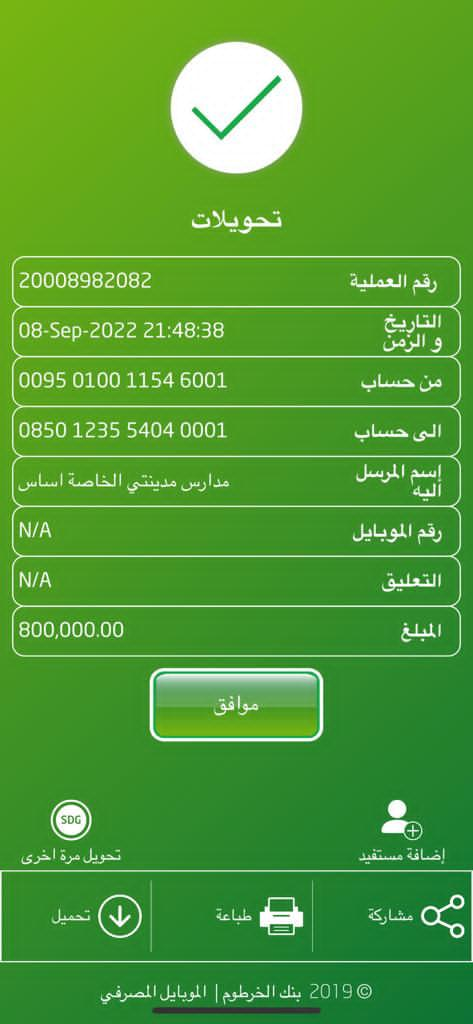 تحويلات
رقم العملية 20008982082
التاريخ
و الزمن 08-Sep-2022 21:48:38
من حساب 0095 0100 1154 6001
الى حساب 0850 1235 5404 0001
إسم المرسل
اليه مدارس مدينتي الخاصة اساس
رقم الموبايل N/A
التعليق N/A
المبلغ 800,000.00
موافق
SDG
إضافة مستفيد
تحويل مرة اخرى
مشاركة
طباعة
تحميل
© 2019 بنك الخرطوم | الموبايل المصرفي